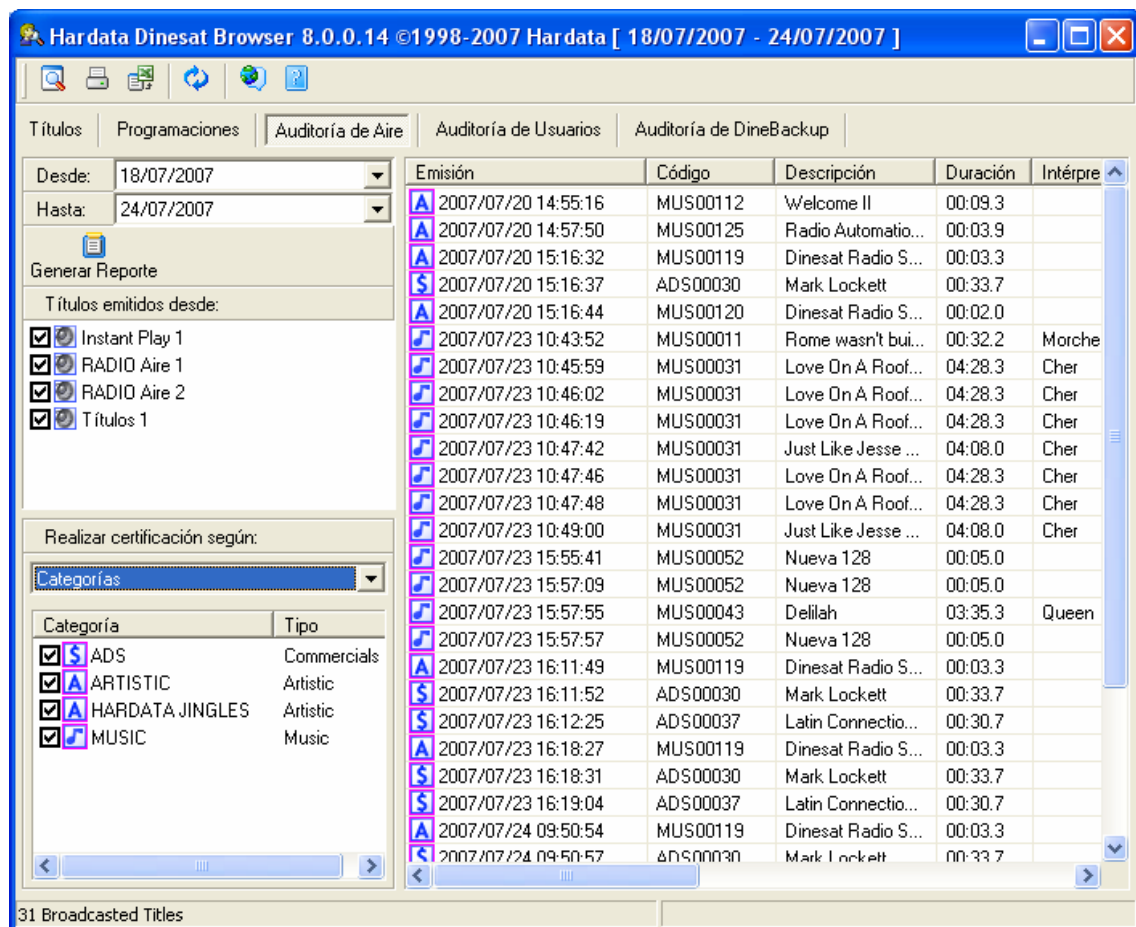 Hardata Dinesat Browser 8.0.0.14 ©1998-2007 Hardata [ 18/07/2007 - 24/07/2007 ]
Títulos Programaciones Auditoría de Aire Auditoría de Usuarios Auditoría de DineBackup
Desde: 18/07/2007
Hasta: 24/07/2007
Generar Reporte
Títulos emitidos desde:
Instant Play 1
RADIO Aire 1
RADIO Aire 2
Títulos 1
Realizar certificación según:
Categorías
Categoría Tipo
$ ADS Commercials
A ARTISTIC Artistic
A HARDATA JINGLES Artistic
MUSIC Music
Emisión Código Descripción Duración Intérpre
A 2007/07/20 14:55:16 MUS00112 Welcome II 00:09.3
A 2007/07/20 14:57:50 MUS00125 Radio Automatio... 00:03.9
A 2007/07/20 15:16:32 MUS00119 Dinesat Radio S... 00:03.3
$ 2007/07/20 15:16:37 ADS00030 Mark Lockett 00:33.7
A 2007/07/20 15:16:44 MUS00120 Dinesat Radio S... 00:02.0
2007/07/23 10:43:52 MUS00011 Rome wasn't bui... 00:32.2 Morche
2007/07/23 10:45:59 MUS00031 Love On A Roof... 04:28.3 Cher
2007/07/23 10:46:02 MUS00031 Love On A Roof... 04:28.3 Cher
2007/07/23 10:46:19 MUS00031 Love On A Roof... 04:28.3 Cher
2007/07/23 10:47:42 MUS00031 Just Like Jesse ... 04:08.0 Cher
2007/07/23 10:47:46 MUS00031 Love On A Roof... 04:28.3 Cher
2007/07/23 10:47:48 MUS00031 Love On A Roof... 04:28.3 Cher
2007/07/23 10:49:00 MUS00031 Just Like Jesse ... 04:08.0 Cher
2007/07/23 15:55:41 MUS00052 Nueva 128 00:05.0
2007/07/23 15:57:09 MUS00052 Nueva 128 00:05.0
2007/07/23 15:57:55 MUS00043 Delilah 03:35.3 Queen
2007/07/23 15:57:57 MUS00052 Nueva 128 00:05.0
A 2007/07/23 16:11:49 MUS00119 Dinesat Radio S... 00:03.3
$ 2007/07/23 16:11:52 ADS00030 Mark Lockett 00:33.7
$ 2007/07/23 16:12:25 ADS00037 Latin Connectio... 00:30.7
A 2007/07/23 16:18:27 MUS00119 Dinesat Radio S... 00:03.3
$ 2007/07/23 16:18:31 ADS00030 Mark Lockett 00:33.7
$ 2007/07/23 16:19:04 ADS00037 Latin Connectio... 00:30.7
A 2007/07/24 09:50:54 MUS00119 Dinesat Radio S... 00:03.3
$ 2007/07/24 09:50:57 ADS00030 Mark Lockett 00:33.7
31 Broadcasted Titles